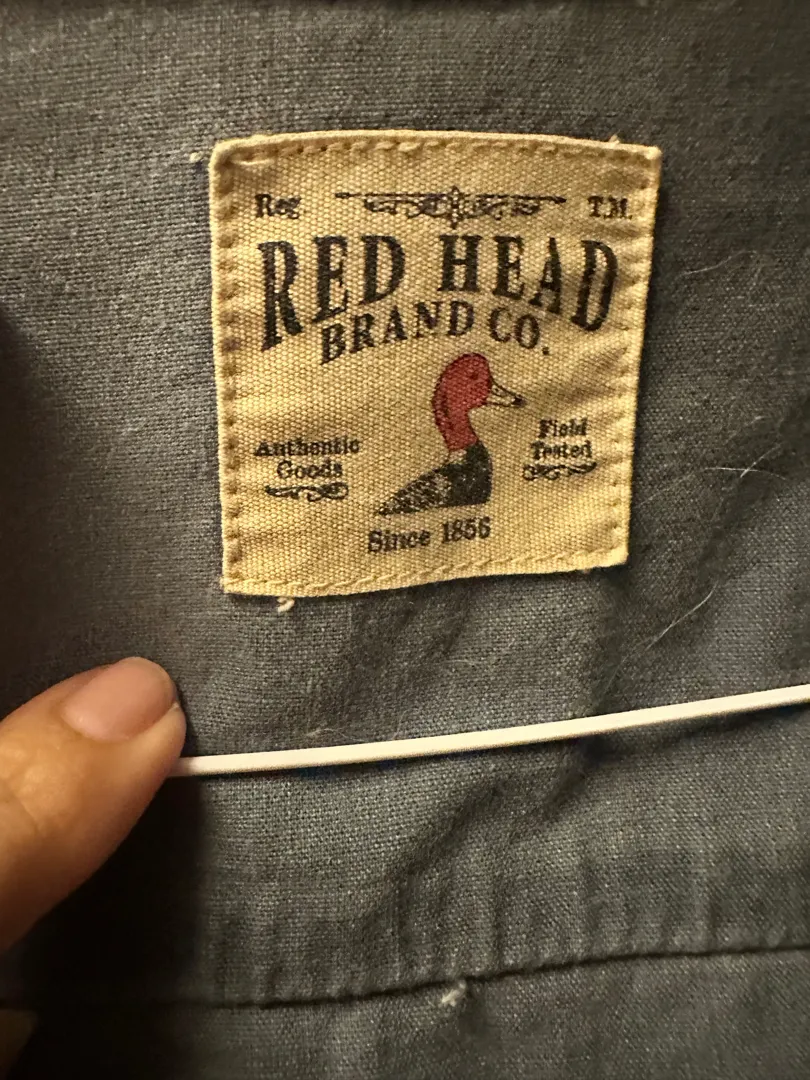 Reg T.M.
RED HEAD
BRAND CO.
Authentic
Goods
Field
Tested
Since 1856